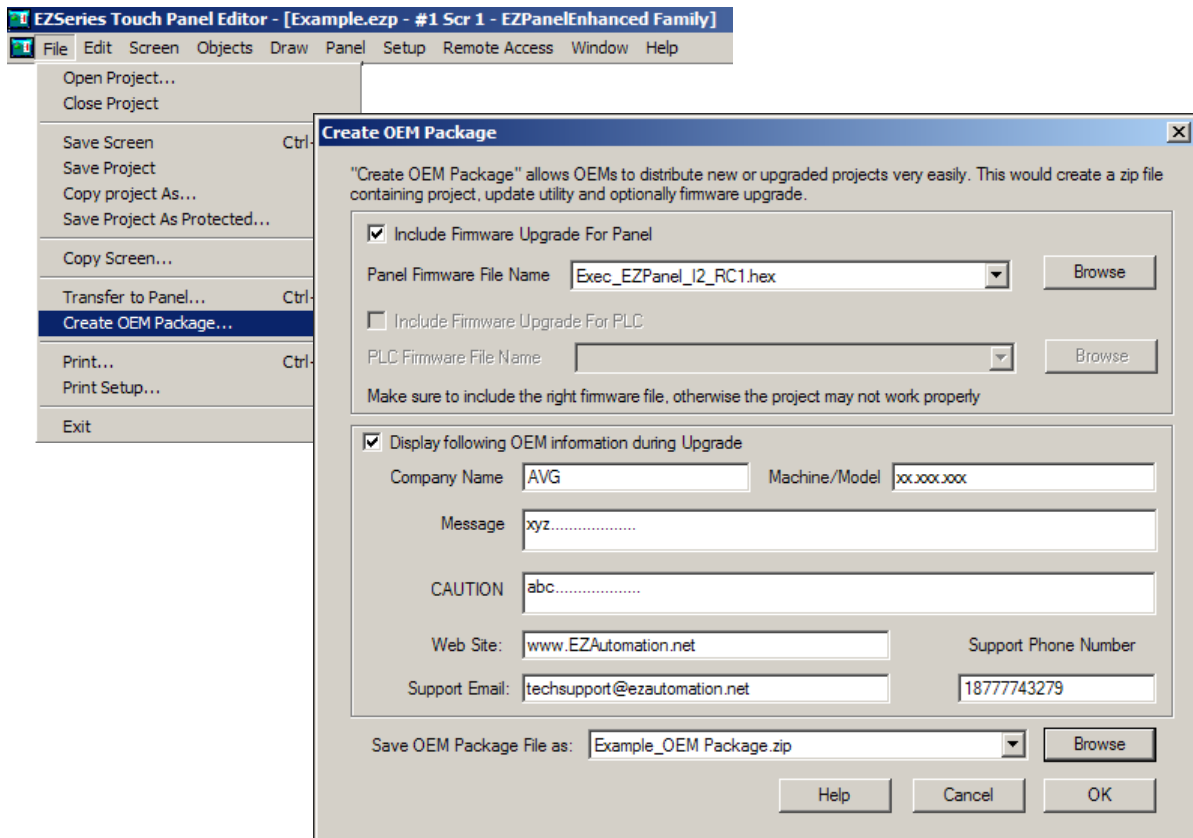 EZSeries Touch Panel Editor - [Example.ezp - #1 Scr 1 - EZPanelEnhanced Family]
File Edit Screen Objects Draw Panel Setup Remote Access Window Help
Open Project...
Close Project
Save Screen Ctrl-
Save Project
Copy project As...
Save Project As Protected...
Copy Screen...
Transfer to Panel... Ctrl-
Create OEM Package...
Print... Ctrl-
Print Setup...
Exit
Create OEM Package
"Create OEM Package" allows OEMs to distribute new or upgraded projects very easily. This would create a zip file
containing project, update utility and optionally firmware upgrade.
Include Firmware Upgrade For Panel
Panel Firmware File Name Exec_EZPanel_I2_RC1.hex Browse
Include Firmware Upgrade For PLC
PLC Firmware File Name Browse
Make sure to include the right firmware file, otherwise the project may not work properly
Display following OEM information during Upgrade
Company Name AVG Machine/Model xx.xxx.xxx
Message xyz...................
CAUTION abc...................
Web Site: www.EZAutomation.net Support Phone Number
Support Email: techsupport@ezautomation.net 18777743279
Save OEM Package File as: Example_OEM Package.zip Browse
Help Cancel OK